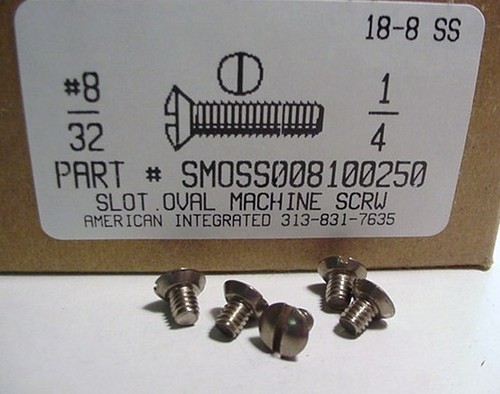 18-8 SS
#8
32
1
4
PART # SMOSS008100250
SLOT OVAL MACHINE SCRW
AMERICAN INTEGRATED 313-831-7635